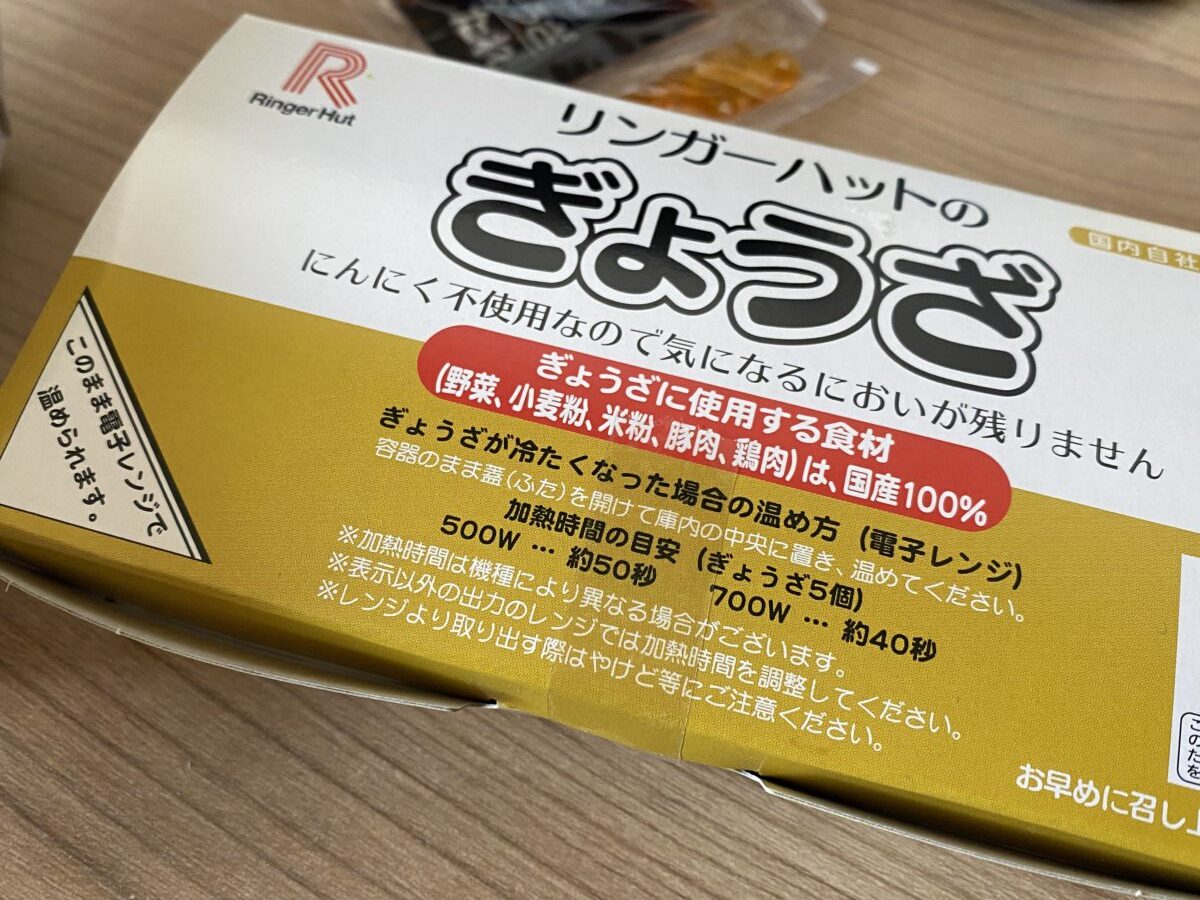 RingerHut
リンガーハットの
ぎょうざ
国内自社
にんにく不使用なので気になるにおいが残りません
ぎょうざに使用する食材
(野菜、小麦粉、米粉、豚肉、鶏肉)は、国産100%
このまま電子レンジで
温められます。
ぎょうざが冷たくなった場合の温め方 (電子レンジ)
容器のまま蓋(ふた)を開けて庫内の中央に置き、温めてください。
加熱時間の目安 (ぎょうざ5個)
500W … 約50秒 700W … 約40秒
※加熱時間は機種により異なる場合がございます。
※表示以外の出力のレンジでは加熱時間を調整してください。
※レンジより取り出す際はやけど等にご注意ください。
お早めに召し上
この
た
を